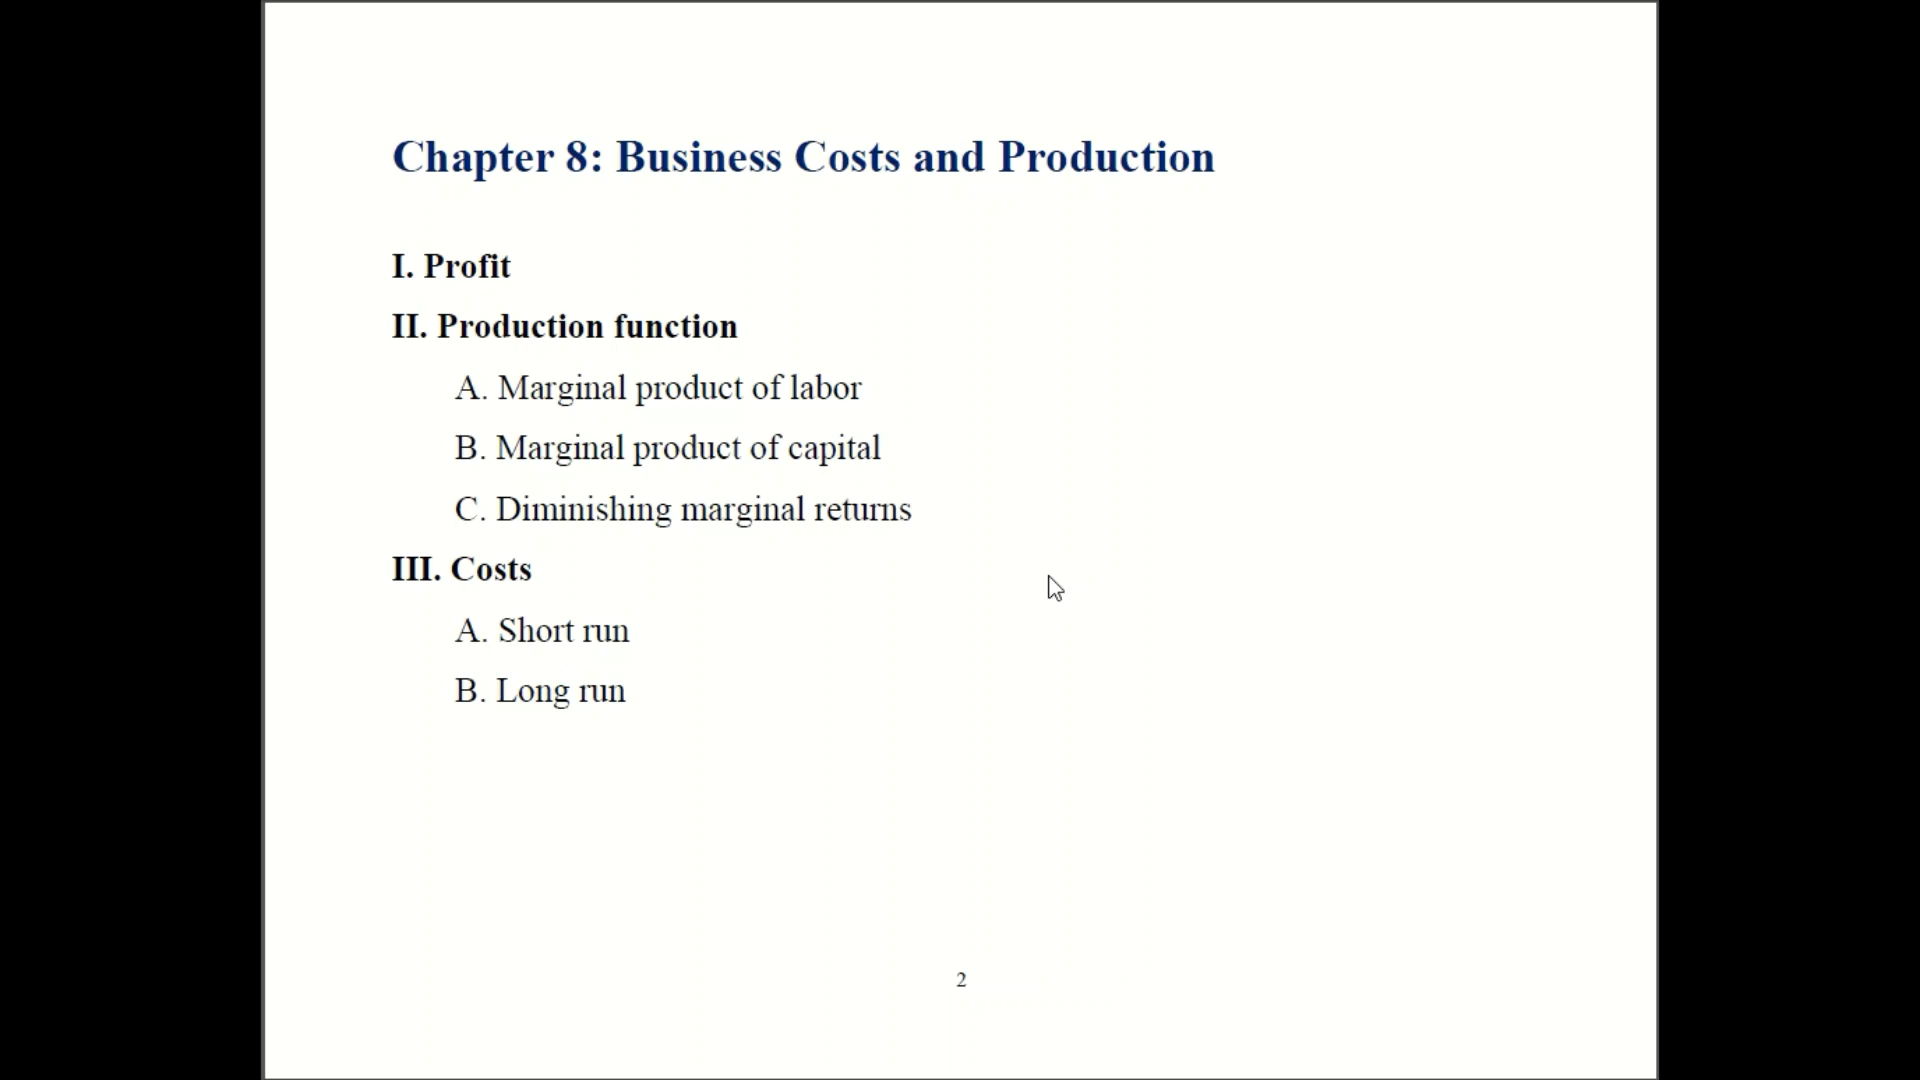 Chapter 8: Business Costs and Production
I. Profit
II. Production function
A. Marginal product of labor
B. Marginal product of capital
C. Diminishing marginal returns
III. Costs
A. Short run
B. Long run
2